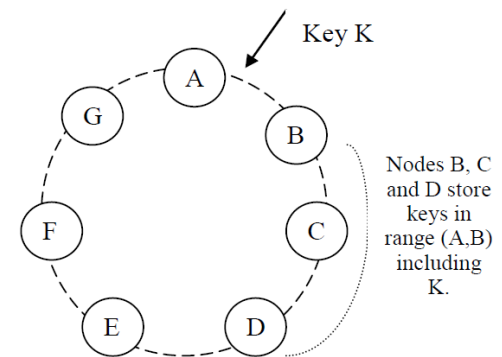 Key K
A
G
B
Nodes B, C
and D store
keys in
range (A,B)
including
K.
F
C
E
D